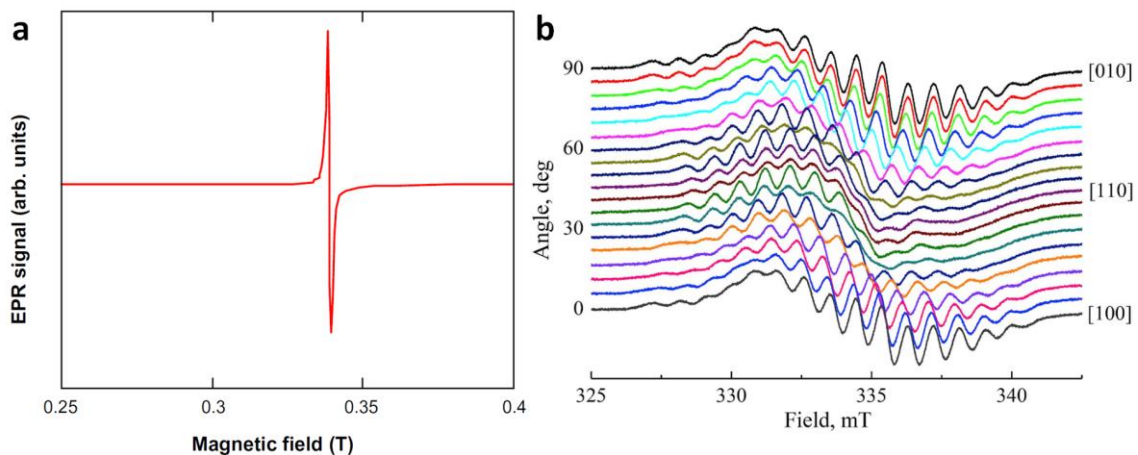 a
EPR signal (arb. units)
0.25
0.3
0.35
0.4
Magnetic field (T)
b
Angle, deg
90
60
30
0
[010]
[110]
[100]
325
330
335
340
Field, mT